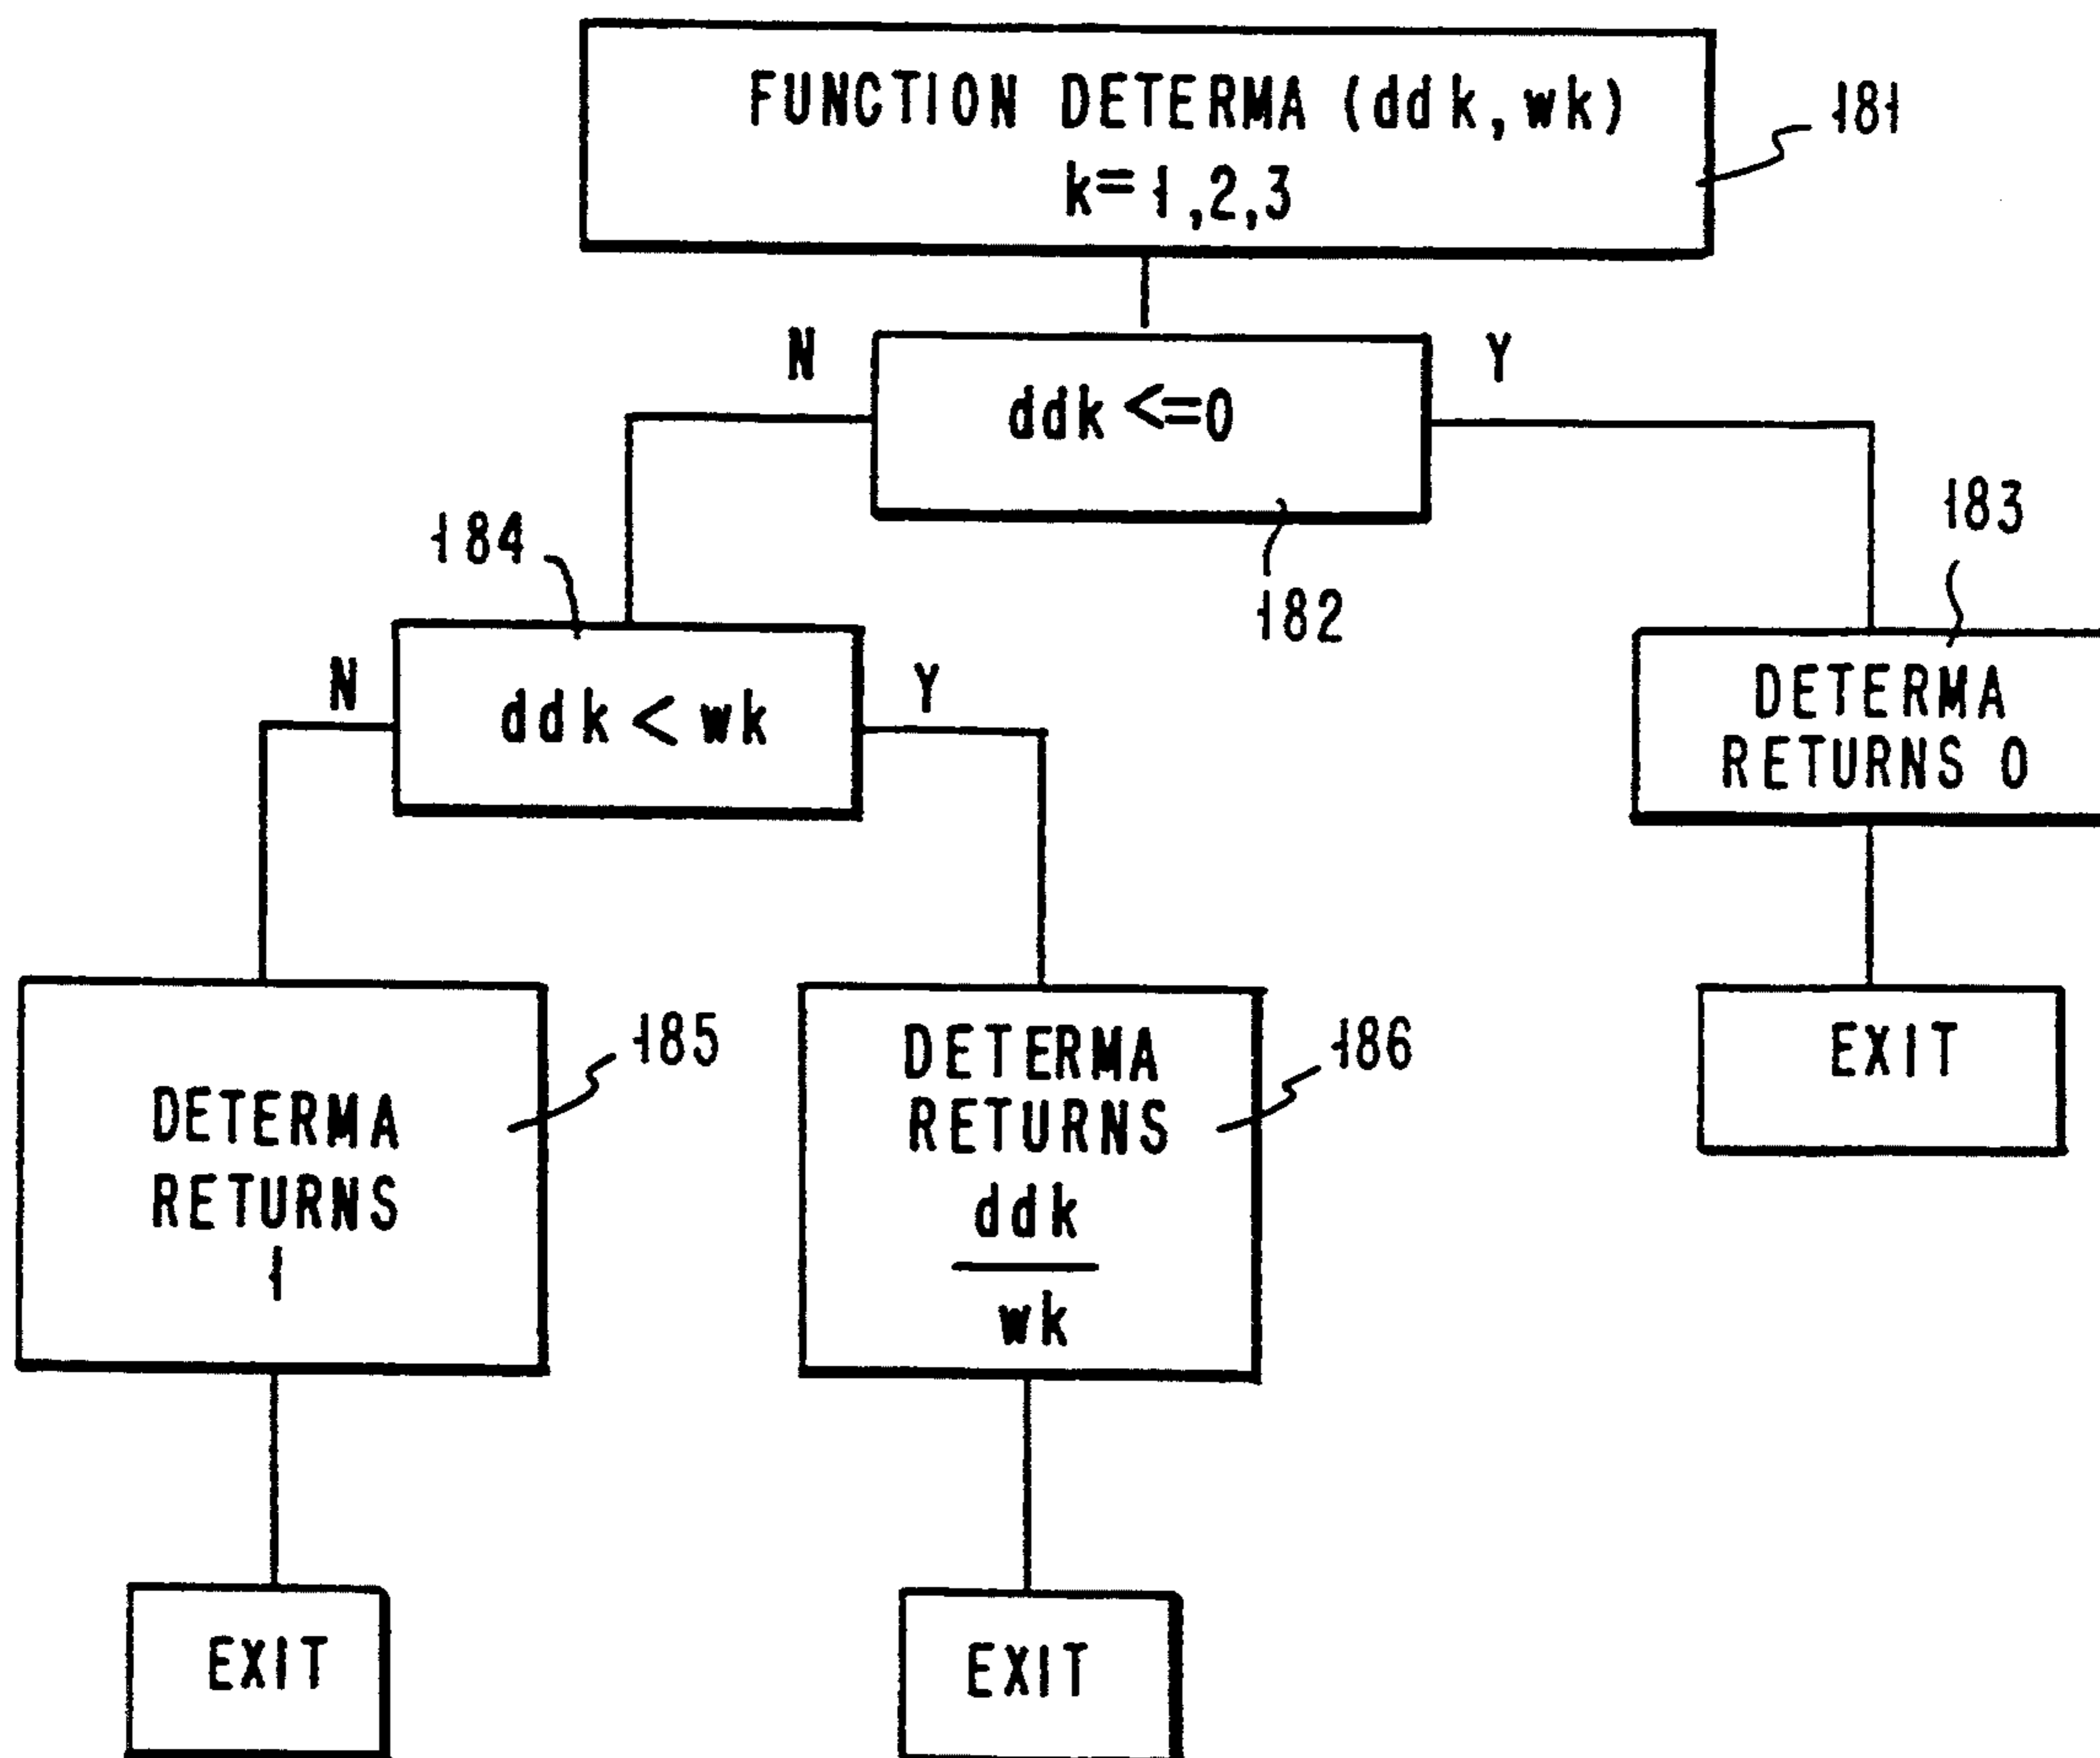 FUNCTION DETERMA (ddk, wk)
k=1,2,3
181
N
ddk <=0
Y
182
183
184
N
ddk < wk
Y
DETERMA
RETURNS 0
DETERMA
RETURNS
1
185
DETERMA
RETURNS
ddk
wk
186
EXIT
EXIT
EXIT